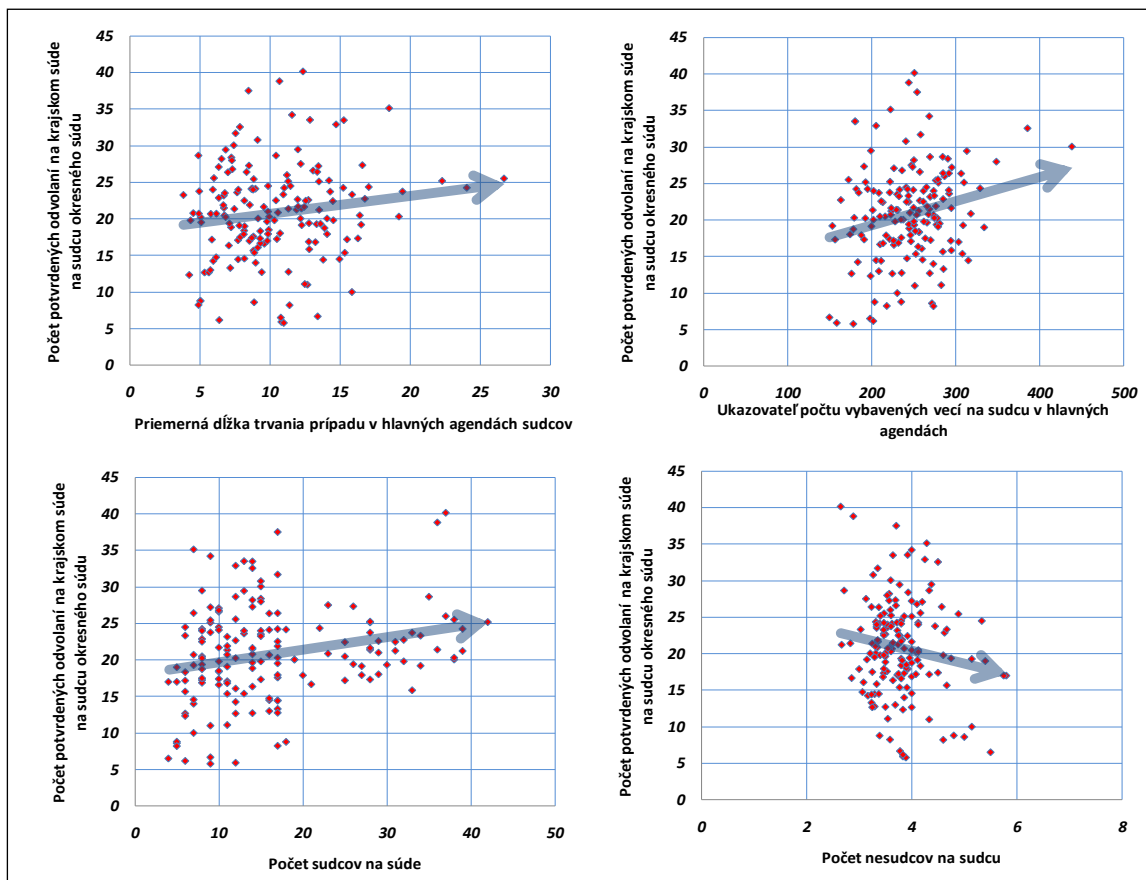 Počet potvrdených odvolaní na krajskom súde
na sudcu okresného súdu
45
40
35
30
25
20
15
10
5
0
0 5 10 15 20 25 30
Priemerná dĺžka trvania prípadu v hlavných agendách sudcov
Počet potvrdených odvolaní na krajskom súde
na sudcu okresného súdu
45
40
35
30
25
20
15
10
5
0
0 100 200 300 400 500
Ukazovateľ počtu vybavených vecí na sudcu v hlavných
agendách
Počet potvrdených odvolaní na krajskom súde
na sudcu okresného súdu
45
40
35
30
25
20
15
10
5
0
0 10 20 30 40 50
Počet sudcov na súde
Počet potvrdených odvolaní na krajskom súde
na sudcu okresného súdu
45
40
35
30
25
20
15
10
5
0
0 2 4 6 8
Počet nesudcov na sudcu